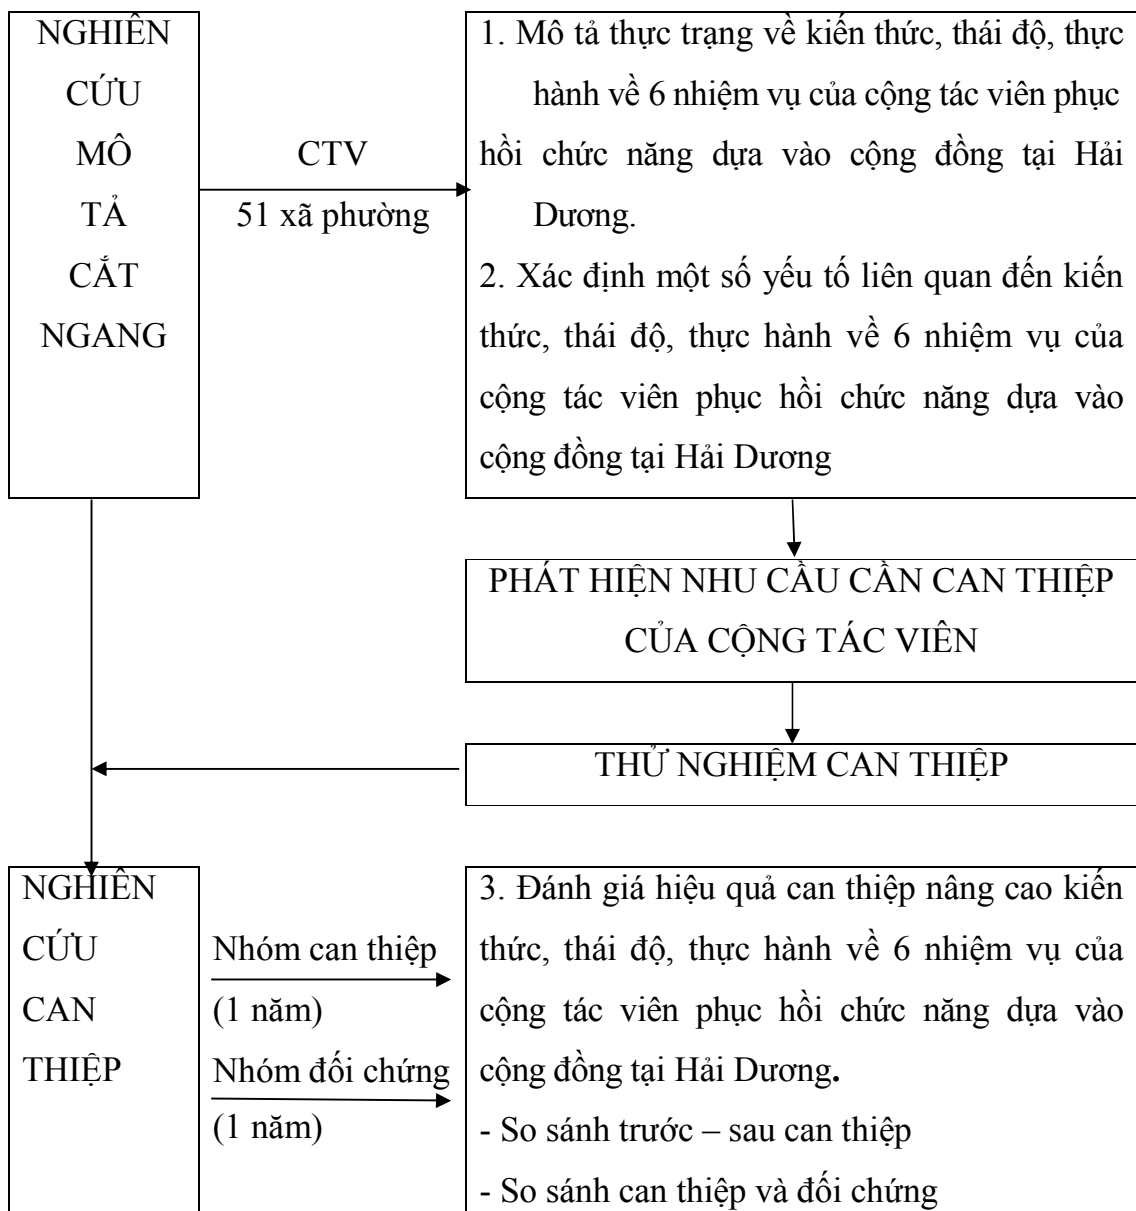 NGHIÊN
CỨU
MÔ
TẢ
CẮT
NGANG
CTV
51 xã phường
1. Mô tả thực trạng về kiến thức, thái độ, thực
hành về 6 nhiệm vụ của cộng tác viên phục
hồi chức năng dựa vào cộng đồng tại Hải
Dương.
2. Xác định một số yếu tố liên quan đến kiến
thức, thái độ, thực hành về 6 nhiệm vụ của
cộng tác viên phục hồi chức năng dựa vào
cộng đồng tại Hải Dương
PHÁT HIỆN NHU CẦU CẦN CAN THIỆP
CỦA CỘNG TÁC VIÊN
THỬ NGHIỆM CAN THIỆP
NGHIÊN
CỨU
CAN
THIỆP
Nhóm can thiệp
(1 năm)
Nhóm đối chứng
(1 năm)
3. Đánh giá hiệu quả can thiệp nâng cao kiến
thức, thái độ, thực hành về 6 nhiệm vụ của
cộng tác viên phục hồi chức năng dựa vào
cộng đồng tại Hải Dương.
- So sánh trước – sau can thiệp
- So sánh can thiệp và đối chứng